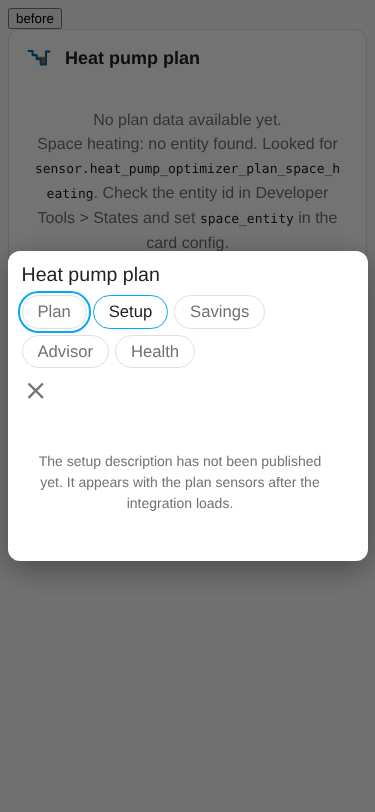 before
Heat pump plan
No plan data available yet.
Space heating: no entity found. Looked for
sensor.heat_pump_optimizer_plan_space_h
eating. Check the entity id in Developer
Tools > States and set space_entity in the
card config.
Heat pump plan
Plan Setup Savings
Advisor Health
The setup description has not been published
yet. It appears with the plan sensors after the
integration loads.